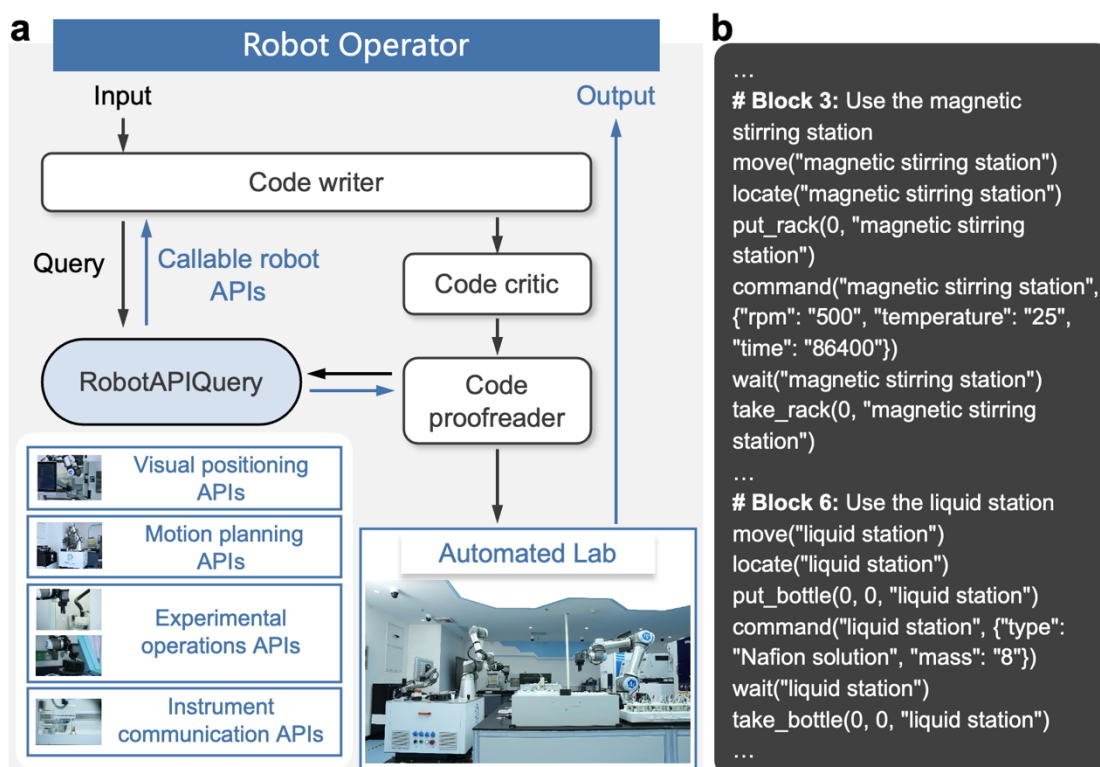 a
Robot Operator
Input
Output
Code writer
Query
Callable robot
APIs
Code critic
RobotAPIQuery
Code
proofreader
Visual positioning
APIs
Motion planning
APIs
Experimental
operations APIs
Instrument
communication APIs
Automated Lab
b
...
# Block 3: Use the magnetic
stirring station
move("magnetic stirring station")
locate("magnetic stirring station")
put_rack(0, "magnetic stirring
station")
command("magnetic stirring station",
{"rpm": "500", "temperature": "25",
"time": "86400"})
wait("magnetic stirring station")
take_rack(0, "magnetic stirring
station")
...
# Block 6: Use the liquid station
move("liquid station")
locate("liquid station")
put_bottle(0, 0, "liquid station")
command("liquid station", {"type":
"Nafion solution", "mass": "8"})
wait("liquid station")
take_bottle(0, 0, "liquid station")
...